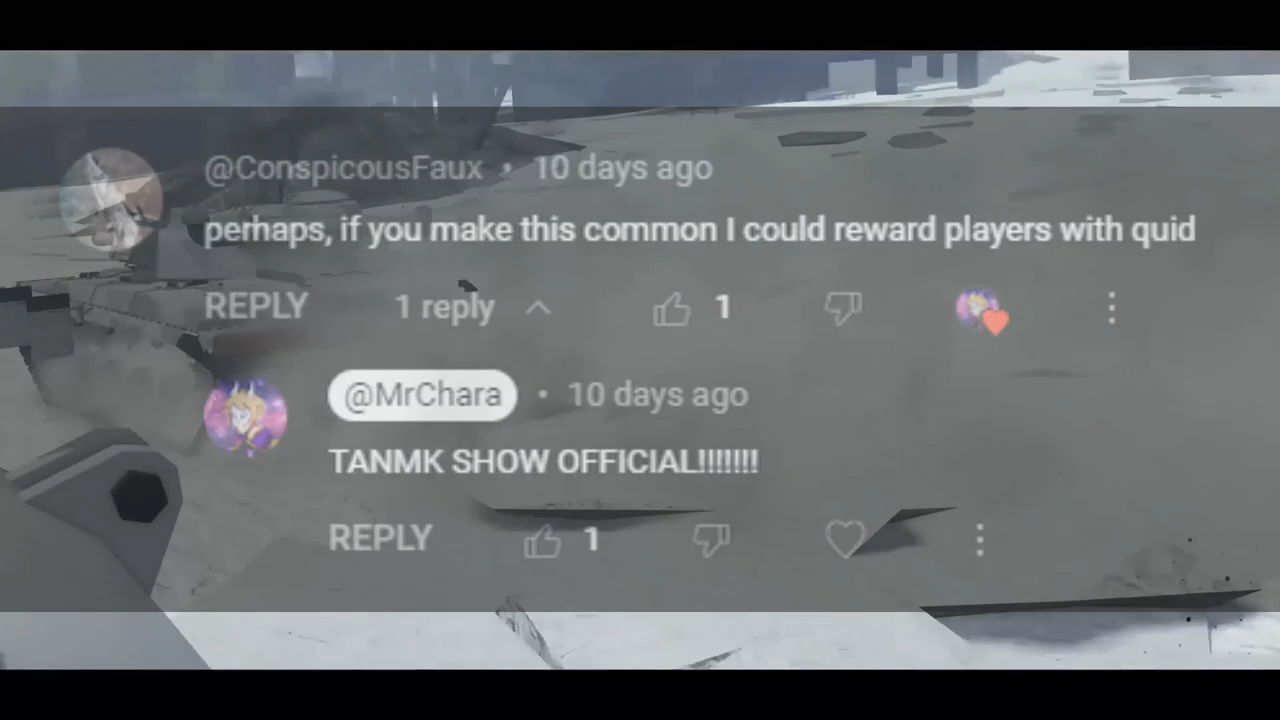 @ConspicousFaux • 10 days ago
perhaps, if you make this common I could reward players with quid
REPLY 1 reply 1
@MrChara • 10 days ago
TANMK SHOW OFFICIAL!!!!!!!
REPLY 1